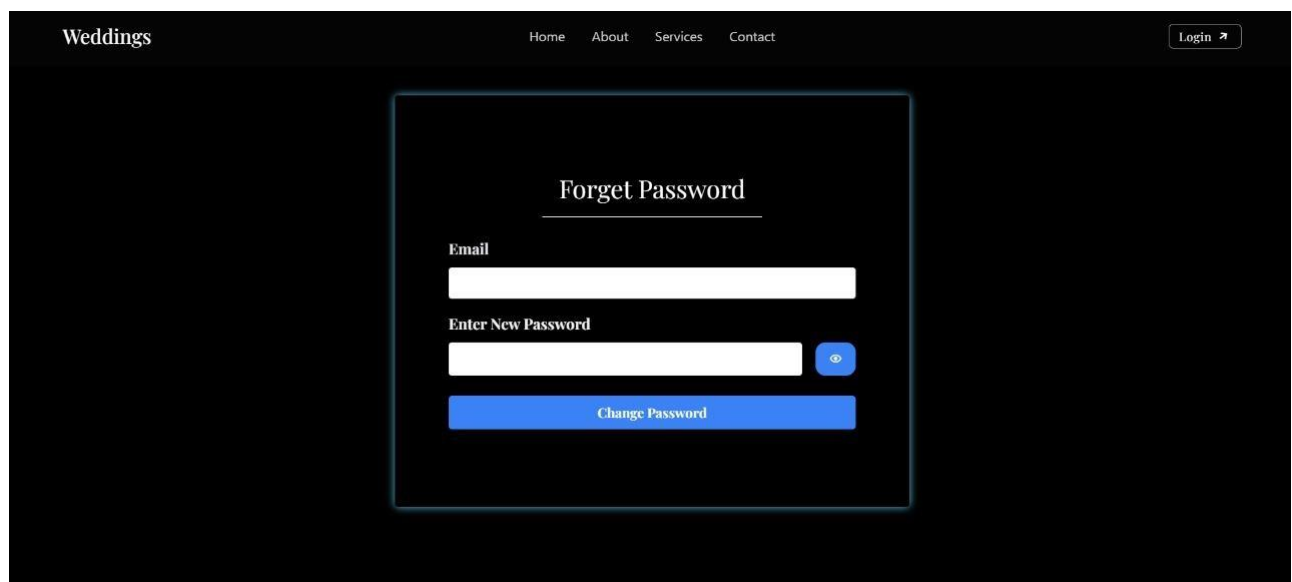 Weddings
Home About Services Contact
Login
Forget Password
Email
Enter New Password
Change Password